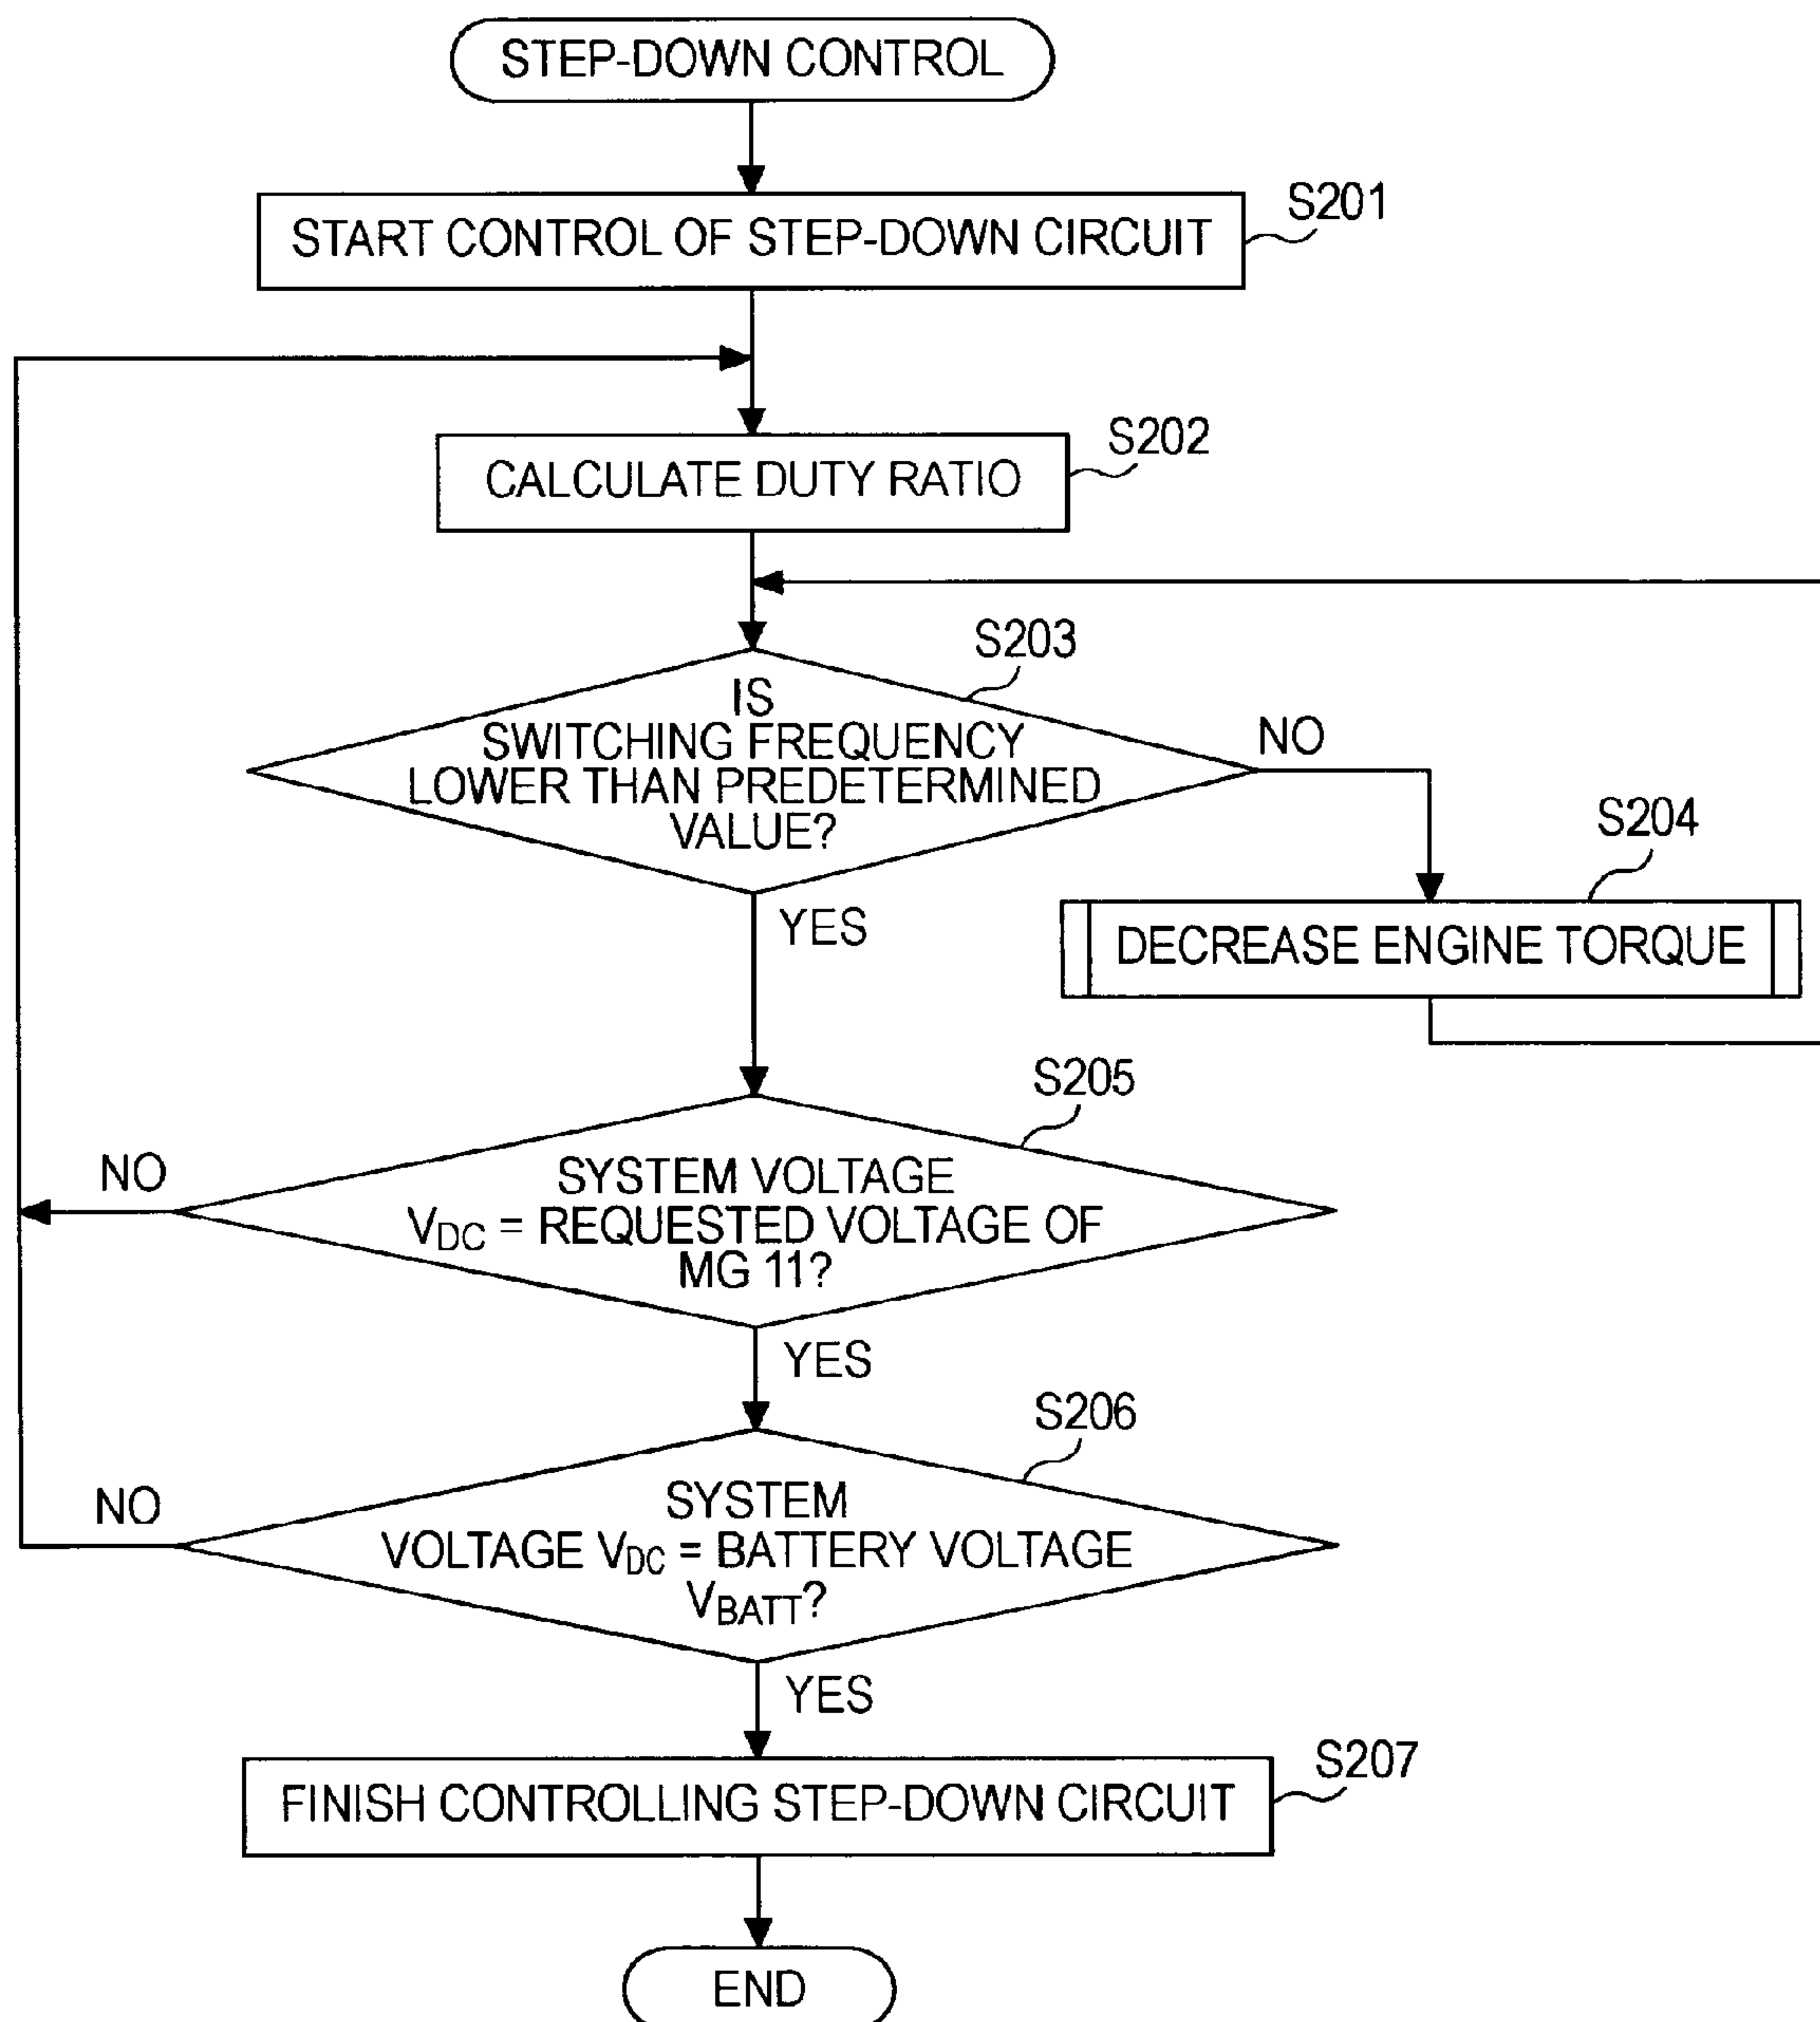 STEP-DOWN CONTROL
START CONTROL OF STEP-DOWN CIRCUIT
S201
CALCULATE DUTY RATIO
S202
S203
IS
SWITCHING FREQUENCY
LOWER THAN PREDETERMINED
VALUE?
NO
YES
S204
DECREASE ENGINE TORQUE
S205
SYSTEM VOLTAGE
VDC = REQUESTED VOLTAGE OF
MG 11?
NO
YES
S206
SYSTEM
VOLTAGE VDC = BATTERY VOLTAGE
VBATT?
NO
YES
S207
FINISH CONTROLLING STEP-DOWN CIRCUIT
END